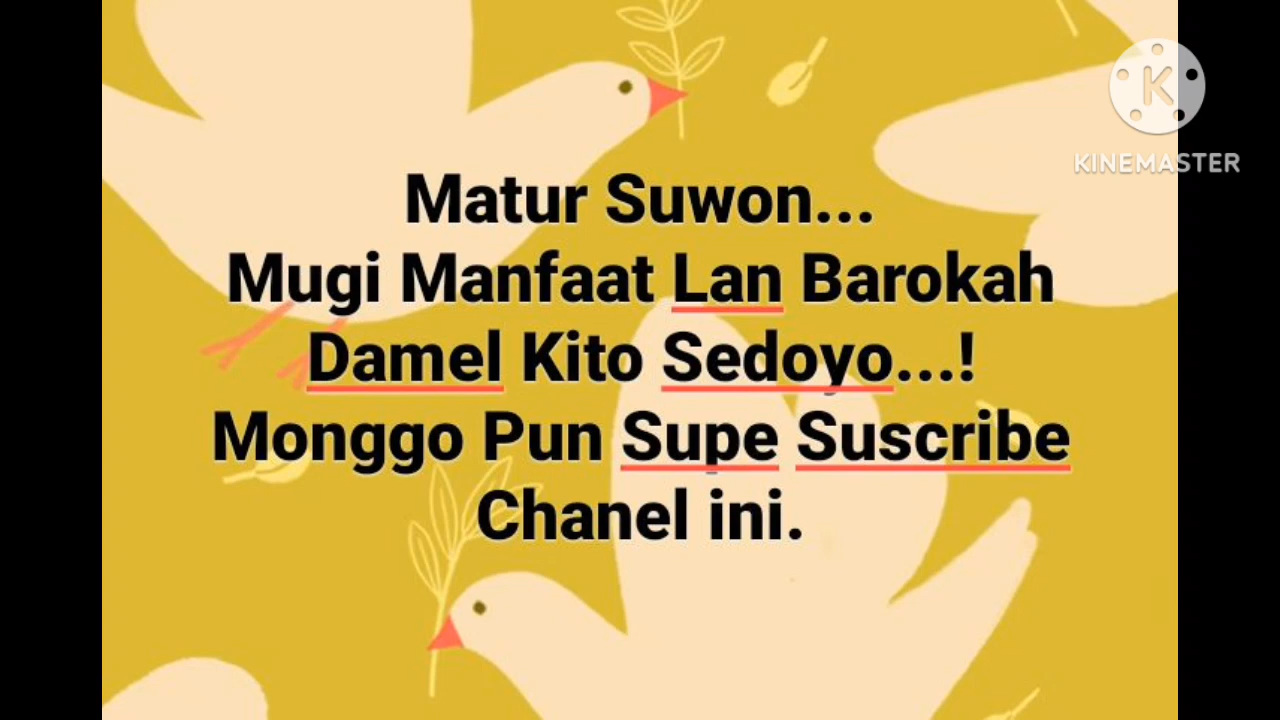 K
KINEMASTER
Matur Suwon...
Mugi Manfaat Lan Barokah
Damel Kito Sedoyo...!
Monggo Pun Supe Suscribe
Chanel ini.